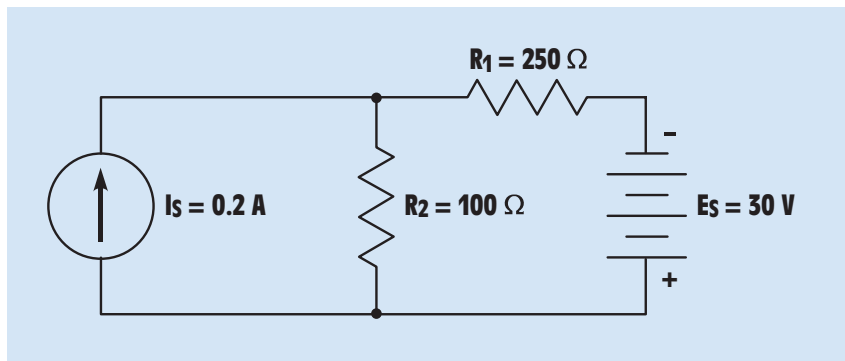 R1 = 250 Ω
-
IS = 0.2 A
R2 = 100 Ω
ES = 30 V
+